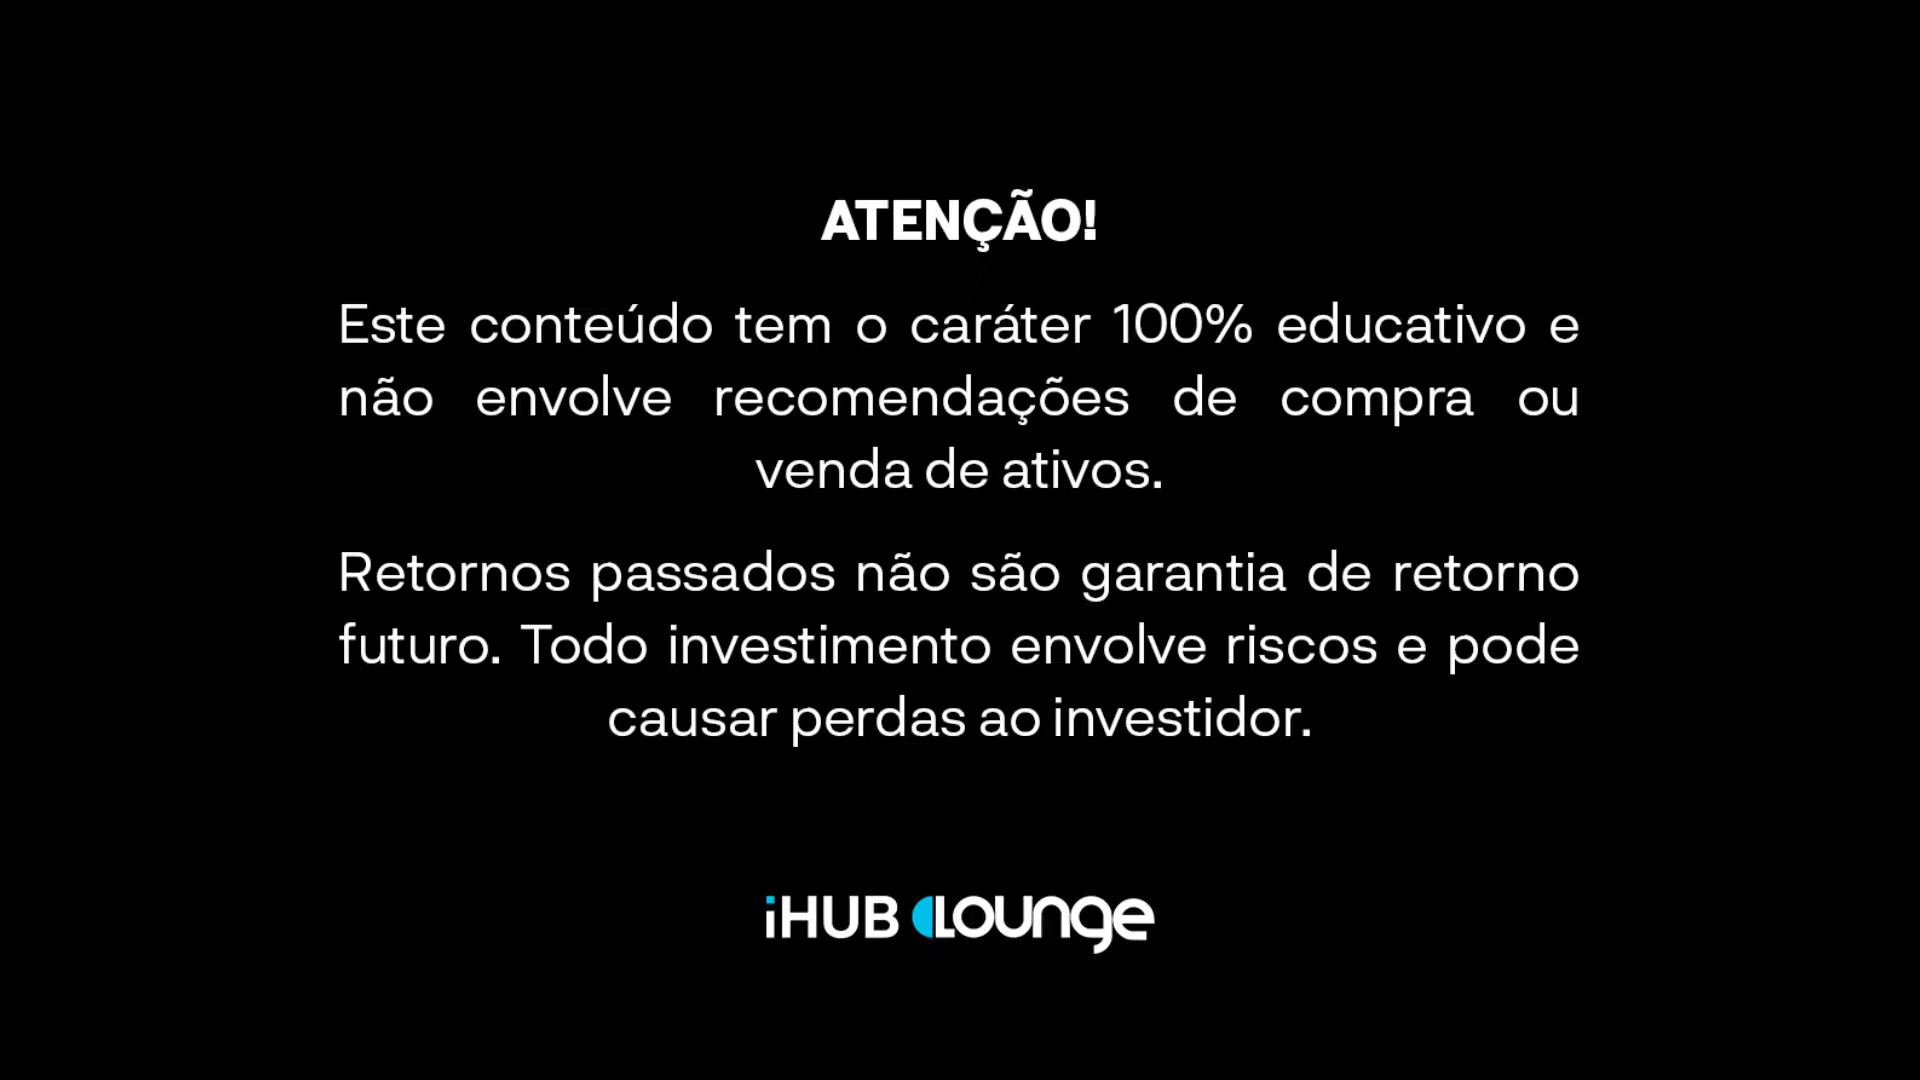 ATENÇÃO!
Este conteúdo tem o caráter 100% educativo e
não envolve recomendações de compra ou
venda de ativos.
Retornos passados não são garantia de retorno
futuro. Todo investimento envolve riscos e pode
causar perdas ao investidor.
iHUB Lounge